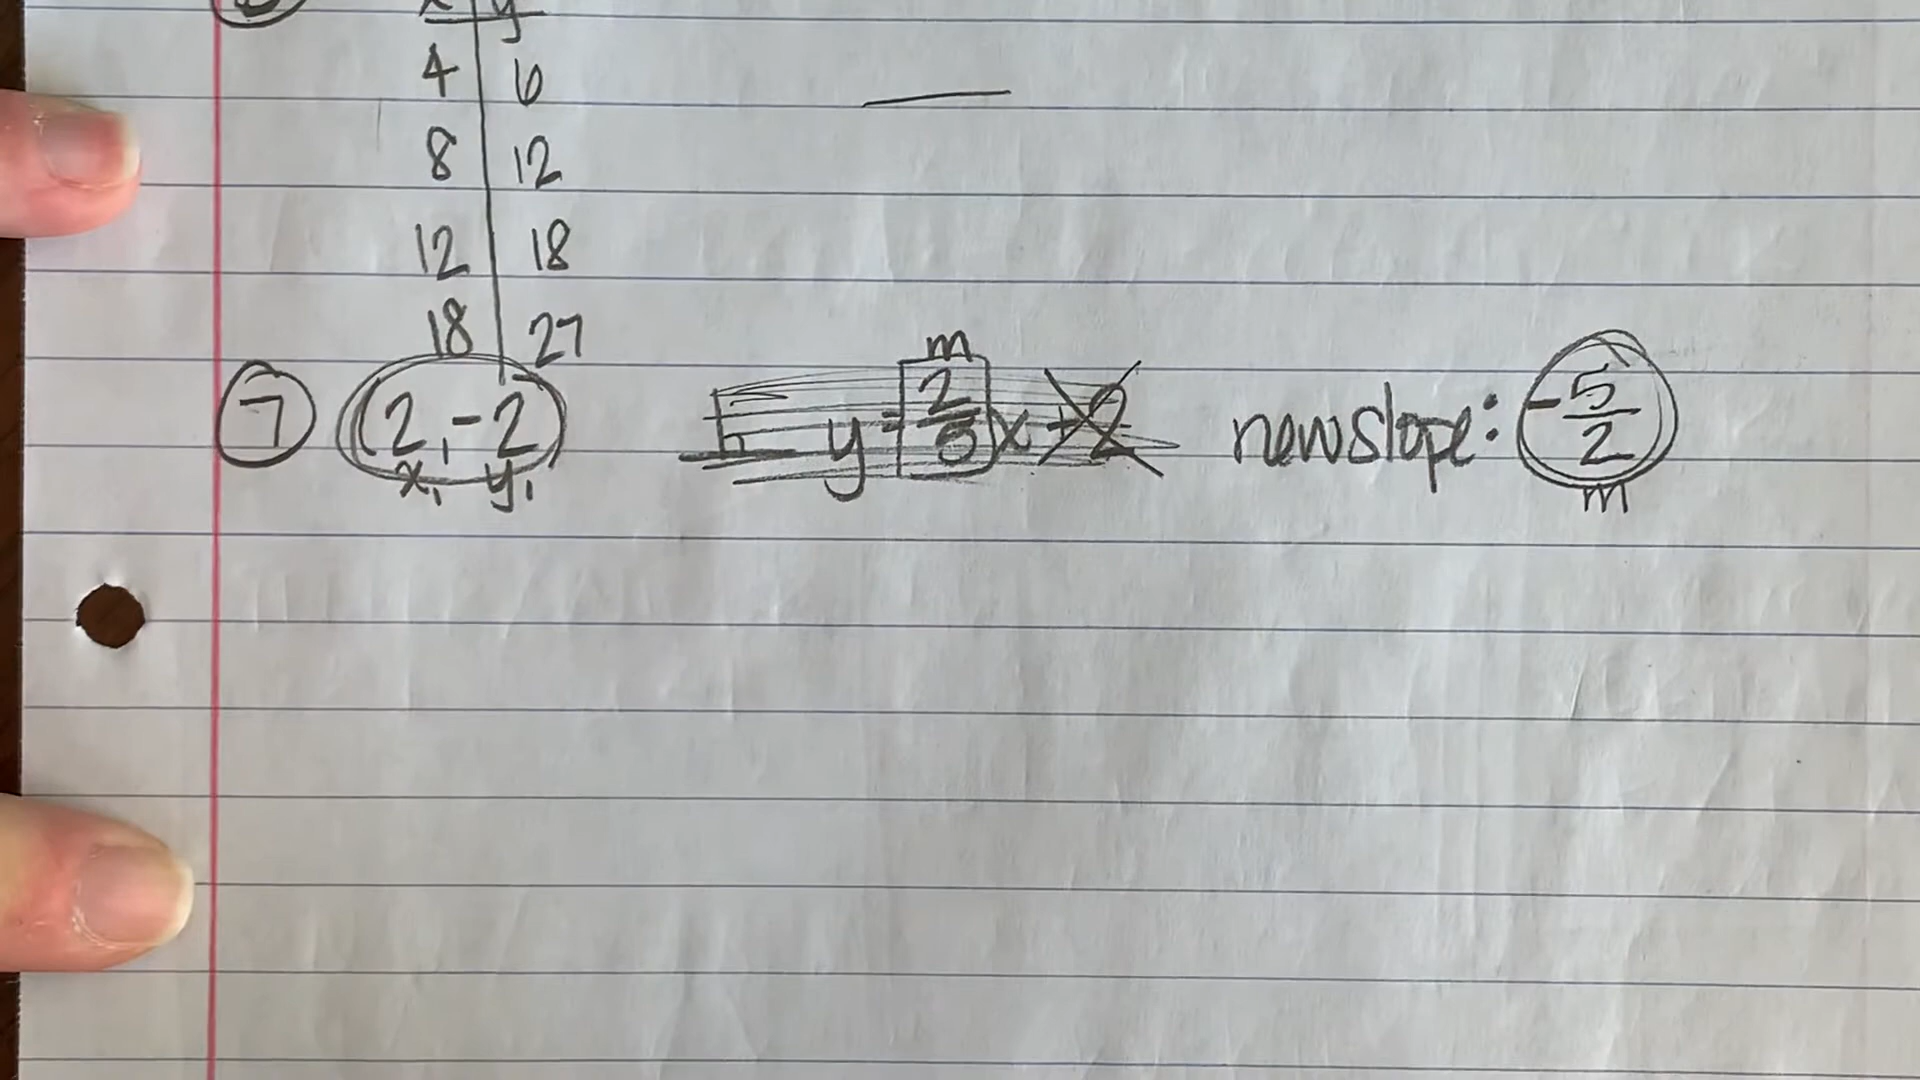 x y
4 6
8 12
12 18
18 27
7 (2,-2) y=2/5x+2 new slope: -5/2
x₁ y₁ m m